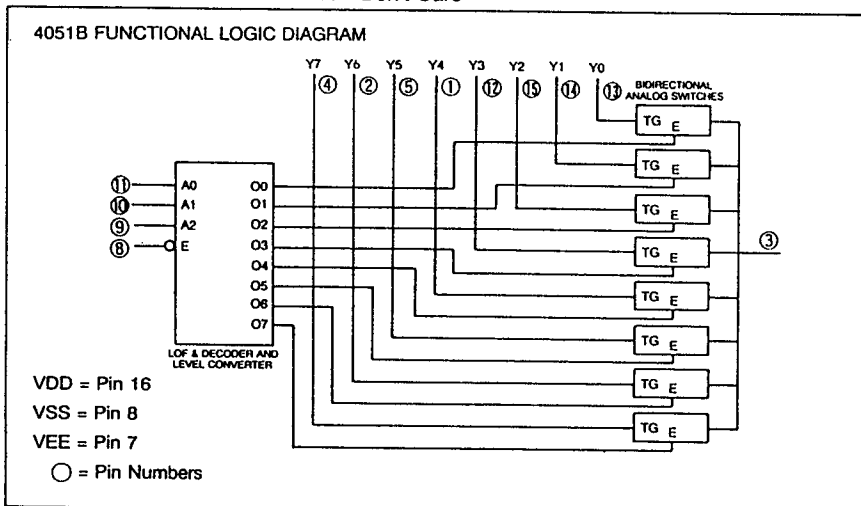 4051B FUNCTIONAL LOGIC DIAGRAM
Y7 Y6 Y5 Y4 Y3 Y2 Y1 Y0
④ ② ⑤ ① ⑫ ⑮ ⑭ ⑬
BIDIRECTIONAL
ANALOG SWITCHES
TG E
TG E
TG E
TG E
TG E
TG E
TG E
TG E
③
⑪ A0 O0
⑩ A1 O1
⑨ A2 O2
⑧ E O3
O4
O5
O6
O7
LOF & DECODER AND
LEVEL CONVERTER
VDD = Pin 16
VSS = Pin 8
VEE = Pin 7
○ = Pin Numbers